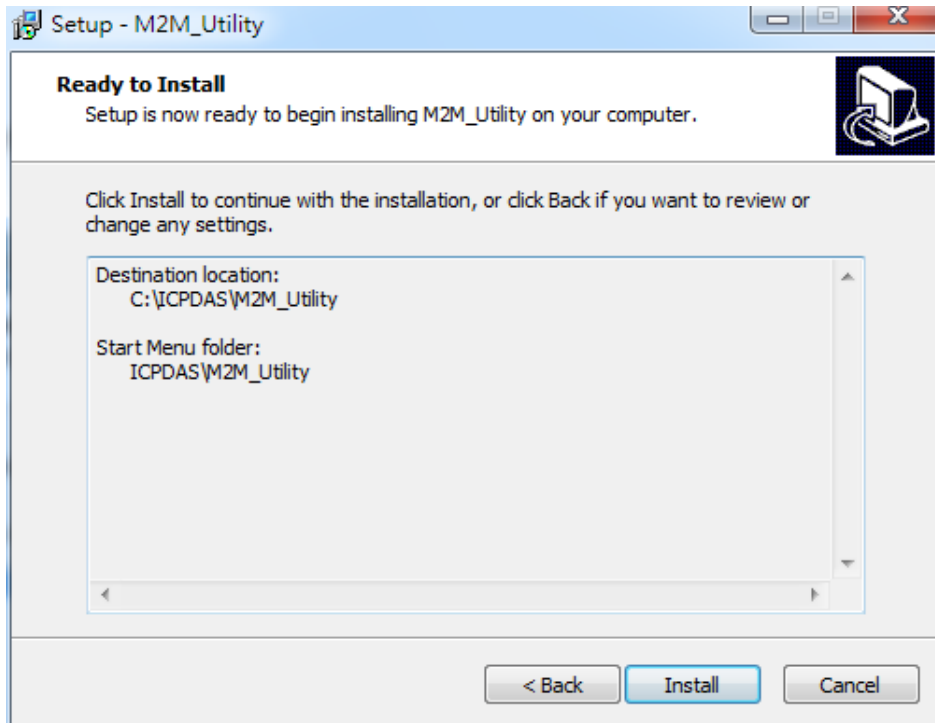 Setup - M2M_Utility
Ready to Install
Setup is now ready to begin installing M2M_Utility on your computer.
Click Install to continue with the installation, or click Back if you want to review or
change any settings.
Destination location:
C:\ICPDAS\M2M_Utility
Start Menu folder:
ICPDAS\M2M_Utility
< Back
Install
Cancel